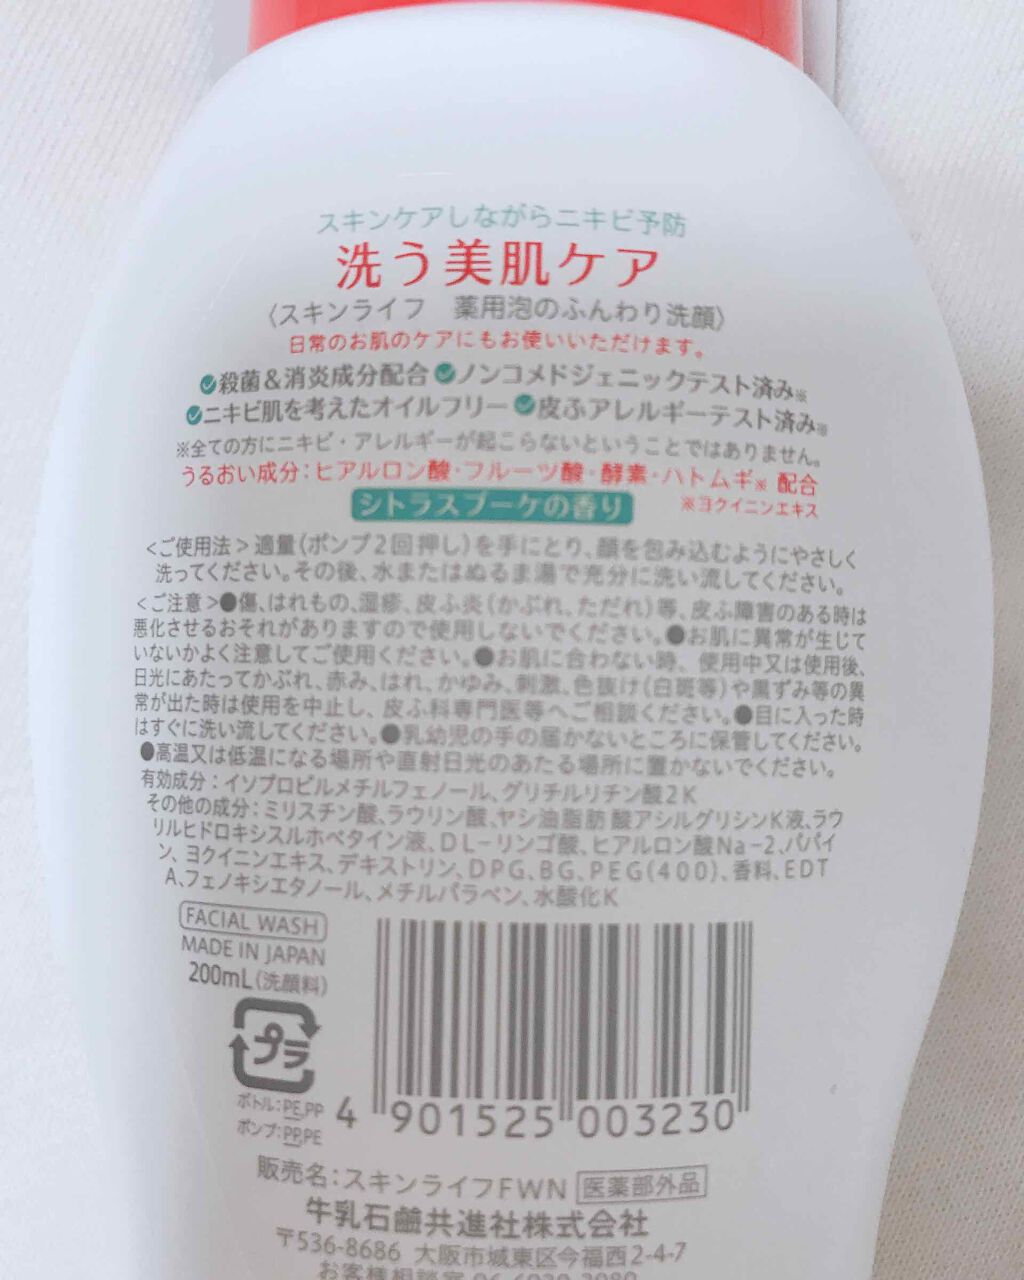 スキンケアしながらニキビ予防
洗う美肌ケア
〈スキンライフ 薬用泡のふんわり洗顔〉
日常のお肌のケアにもお使いいただけます。
殺菌&消炎成分配合 ノンコメドジェニックテスト済み※
ニキビ肌を考えたオイルフリー 皮ふアレルギーテスト済み※
※全ての方にニキビ・アレルギーが起こらないということではありません。
うるおい成分：ヒアルロン酸・フルーツ酸・酵素・ハトムギ※ 配合
シトラスブーケの香り ※ヨクイニンエキス
＜ご使用法＞適量(ポンプ2回押し)を手にとり、顔を包み込むようにやさしく
洗ってください。その後、水またはぬるま湯で充分に洗い流してください。
＜ご注意＞●傷、はれもの、湿疹、皮ふ炎(かぶれ、ただれ)等、皮ふ障害のある時は
悪化させるおそれがありますので使用しないでください。●お肌に異常が生じて
いないかよく注意してご使用ください。●お肌に合わない時、使用中又は使用後、
日光にあたってかぶれ、赤み、はれ、かゆみ、刺激、色抜け(白斑等)や黒ずみ等の異
常が出た時は使用を中止し、皮ふ科専門医等へご相談ください。●目に入った時
はすぐに洗い流してください。●乳幼児の手の届かないところに保管してください。
●高温又は低温になる場所や直射日光のあたる場所に置かないでください。
有効成分：イソプロピルメチルフェノール、グリチルリチン酸2K
その他の成分：ミリスチン酸、ラウリン酸、ヤシ油脂肪酸アシルグリシンK液、ラウ
リルヒドロキシスルホベタイン液、DL-リンゴ酸、ヒアルロン酸Na-2、パパイ
ン、ヨクイニンエキス、デキストリン、DPG、BG、PEG(400)、香料、EDT
A、フェノキシエタノール、メチルパラベン、水酸化K
FACIAL WASH
MADE IN JAPAN
200mL(洗顔料)
プラ
ボトル：PE,PP
ポンプ：PP,PE
4 901525 003230
販売名：スキンライフFWN 医薬部外品
牛乳石鹼共進社株式会社
〒536-8686 大阪市城東区今福西2-4-7
お客様相談室